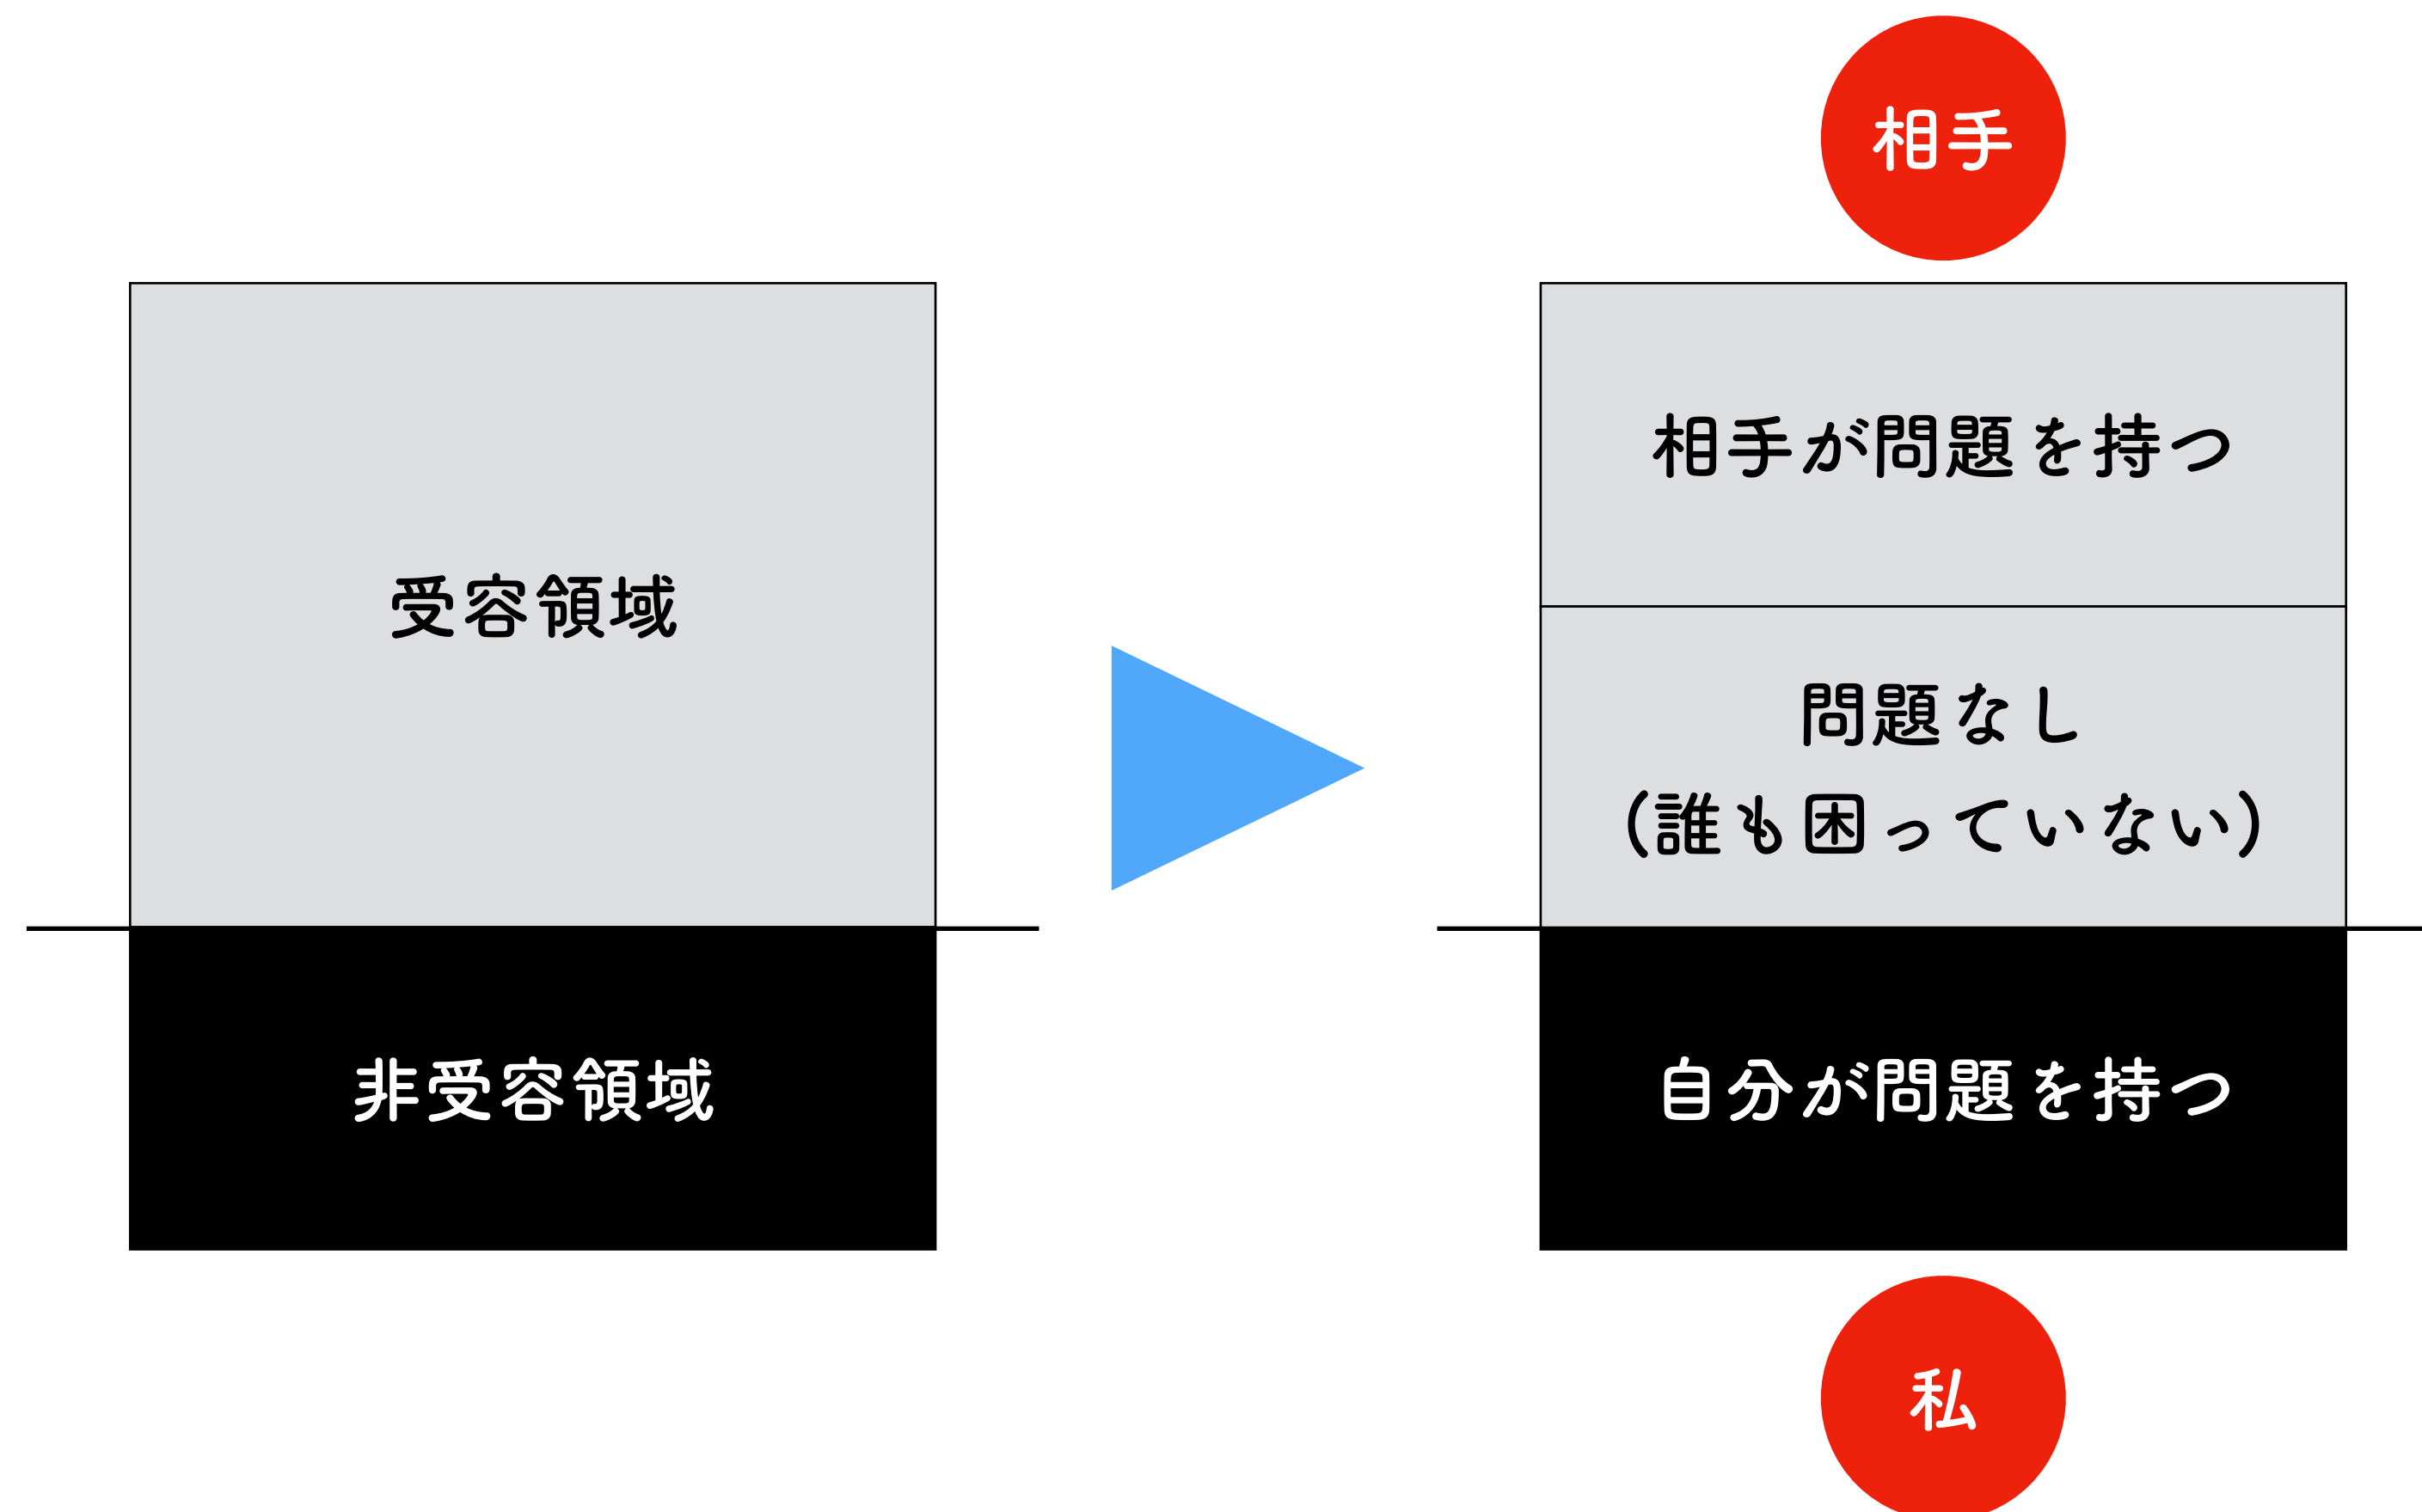 受容領域
非受容領域
相手
相手が問題を持つ
問題なし
(誰も困っていない)
自分が問題を持つ
私